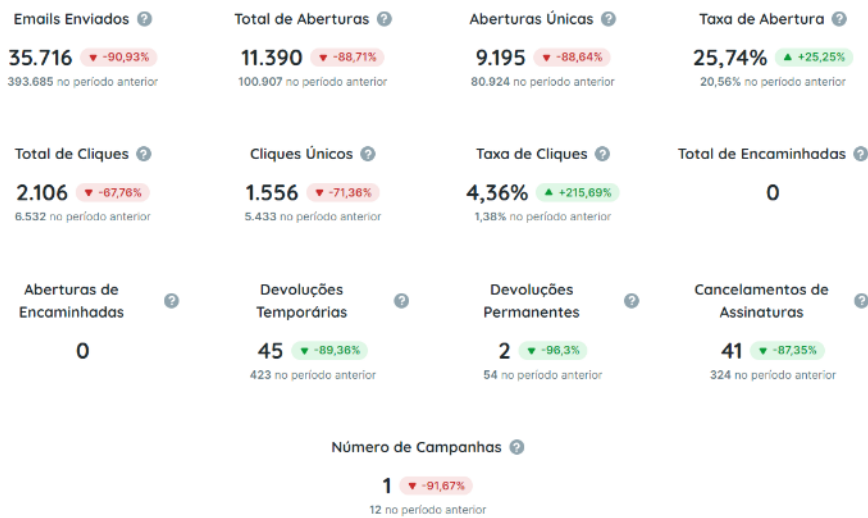 Emails Enviados ?
35.716 ▼ -90,93%
393.685 no período anterior
Total de Aberturas ?
11.390 ▼ -88,71%
100.907 no período anterior
Aberturas Únicas ?
9.195 ▼ -88,64%
80.924 no período anterior
Taxa de Abertura ?
25,74% ▲ +25,25%
20,56% no período anterior
Total de Cliques ?
2.106 ▼ -67,76%
6.532 no período anterior
Cliques Únicos ?
1.556 ▼ -71,36%
5.433 no período anterior
Taxa de Cliques ?
4,36% ▲ +215,69%
1,38% no período anterior
Total de Encaminhadas ?
0
Aberturas de
Encaminhadas ?
0
Devoluções
Temporárias ?
45 ▼ -89,36%
423 no período anterior
Devoluções
Permanentes ?
2 ▼ -96,3%
54 no período anterior
Cancelamentos de
Assinaturas ?
41 ▼ -87,35%
324 no período anterior
Número de Campanhas ?
1 ▼ -91,67%
12 no período anterior